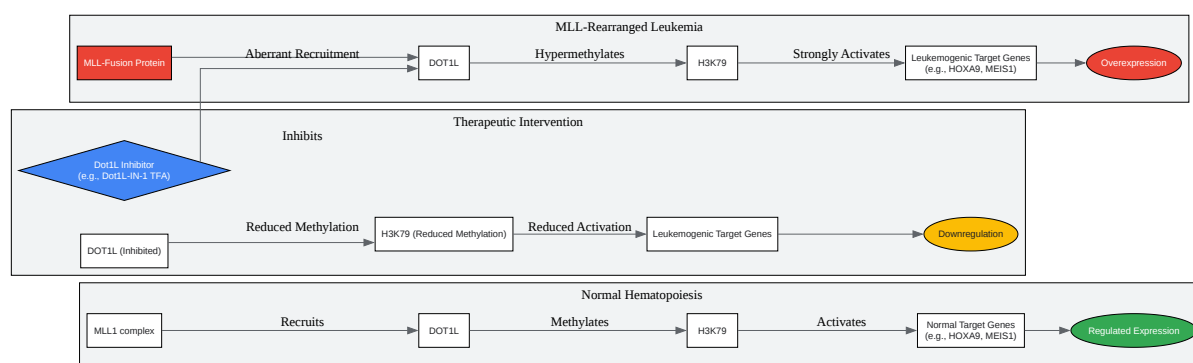 MLL-Rearranged Leukemia
MLL-Fusion Protein
Aberrant Recruitment
DOT1L
Hypermethylates
H3K79
Strongly Activates
Leukemogenic Target Genes
(e.g., HOXA9, MEIS1)
Overexpression
Therapeutic Intervention
Inhibits
Dot1L Inhibitor
(e.g., Dot1L-IN-1 TFA)
DOT1L (Inhibited)
Reduced Methylation
H3K79 (Reduced Methylation)
Reduced Activation
Leukemogenic Target Genes
Downregulation
Normal Hematopoiesis
MLL1 complex
Recruits
DOT1L
Methylates
H3K79
Activates
Normal Target Genes
(e.g., HOXA9, MEIS1)
Regulated Expression